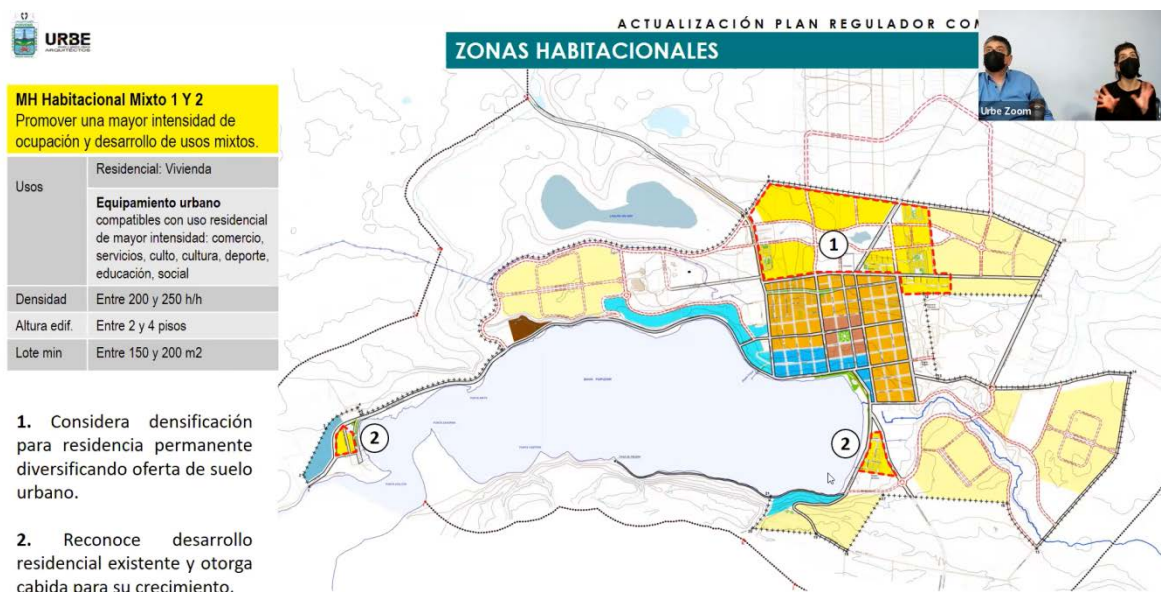 URBE
ARQUITECTOS
ACTUALIZACIÓN PLAN REGULADOR COM
ZONAS HABITACIONALES
Urbe Zoom
MH Habitacional Mixto 1 Y 2
Promover una mayor intensidad de
ocupación y desarrollo de usos mixtos.
Usos
Residencial: Vivienda
Equipamiento urbano
compatibles con uso residencial
de mayor intensidad: comercio,
servicios, culto, cultura, deporte,
educación, social
Densidad
Entre 200 y 250 h/h
Altura edif.
Entre 2 y 4 pisos
Lote min
Entre 150 y 200 m2
1. Considera densificación
para residencia permanente
diversificando oferta de suelo
urbano.
2. Reconoce desarrollo
residencial existente y otorga
cabida para su crecimiento.
1
2
2